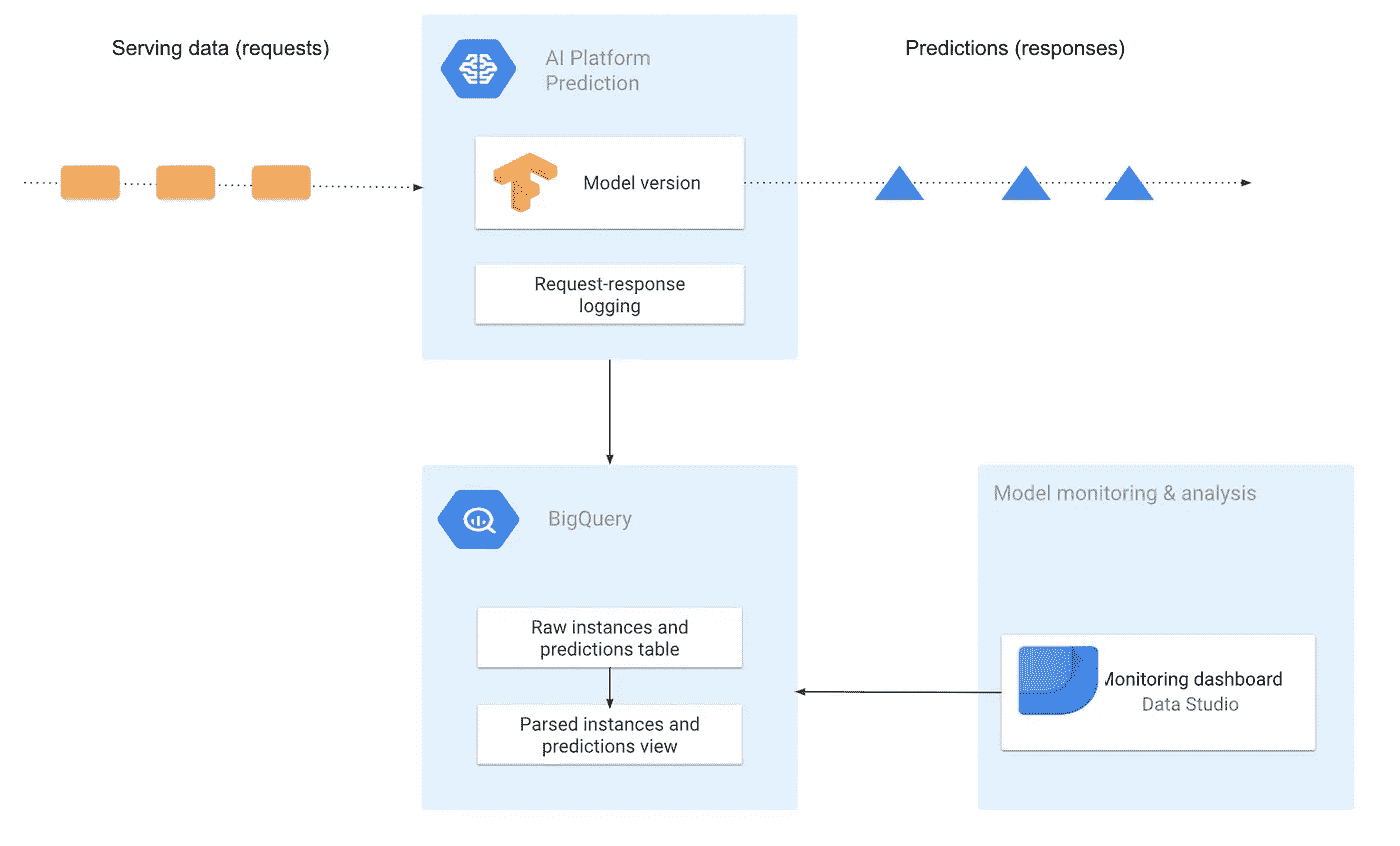 Serving data (requests)
AI Platform
Prediction
Predictions (responses)
Model version
Request-response
logging
BigQuery
Model monitoring & analysis
Raw instances and
predictions table
Parsed instances and
predictions view
Monitoring dashboard
Data Studio